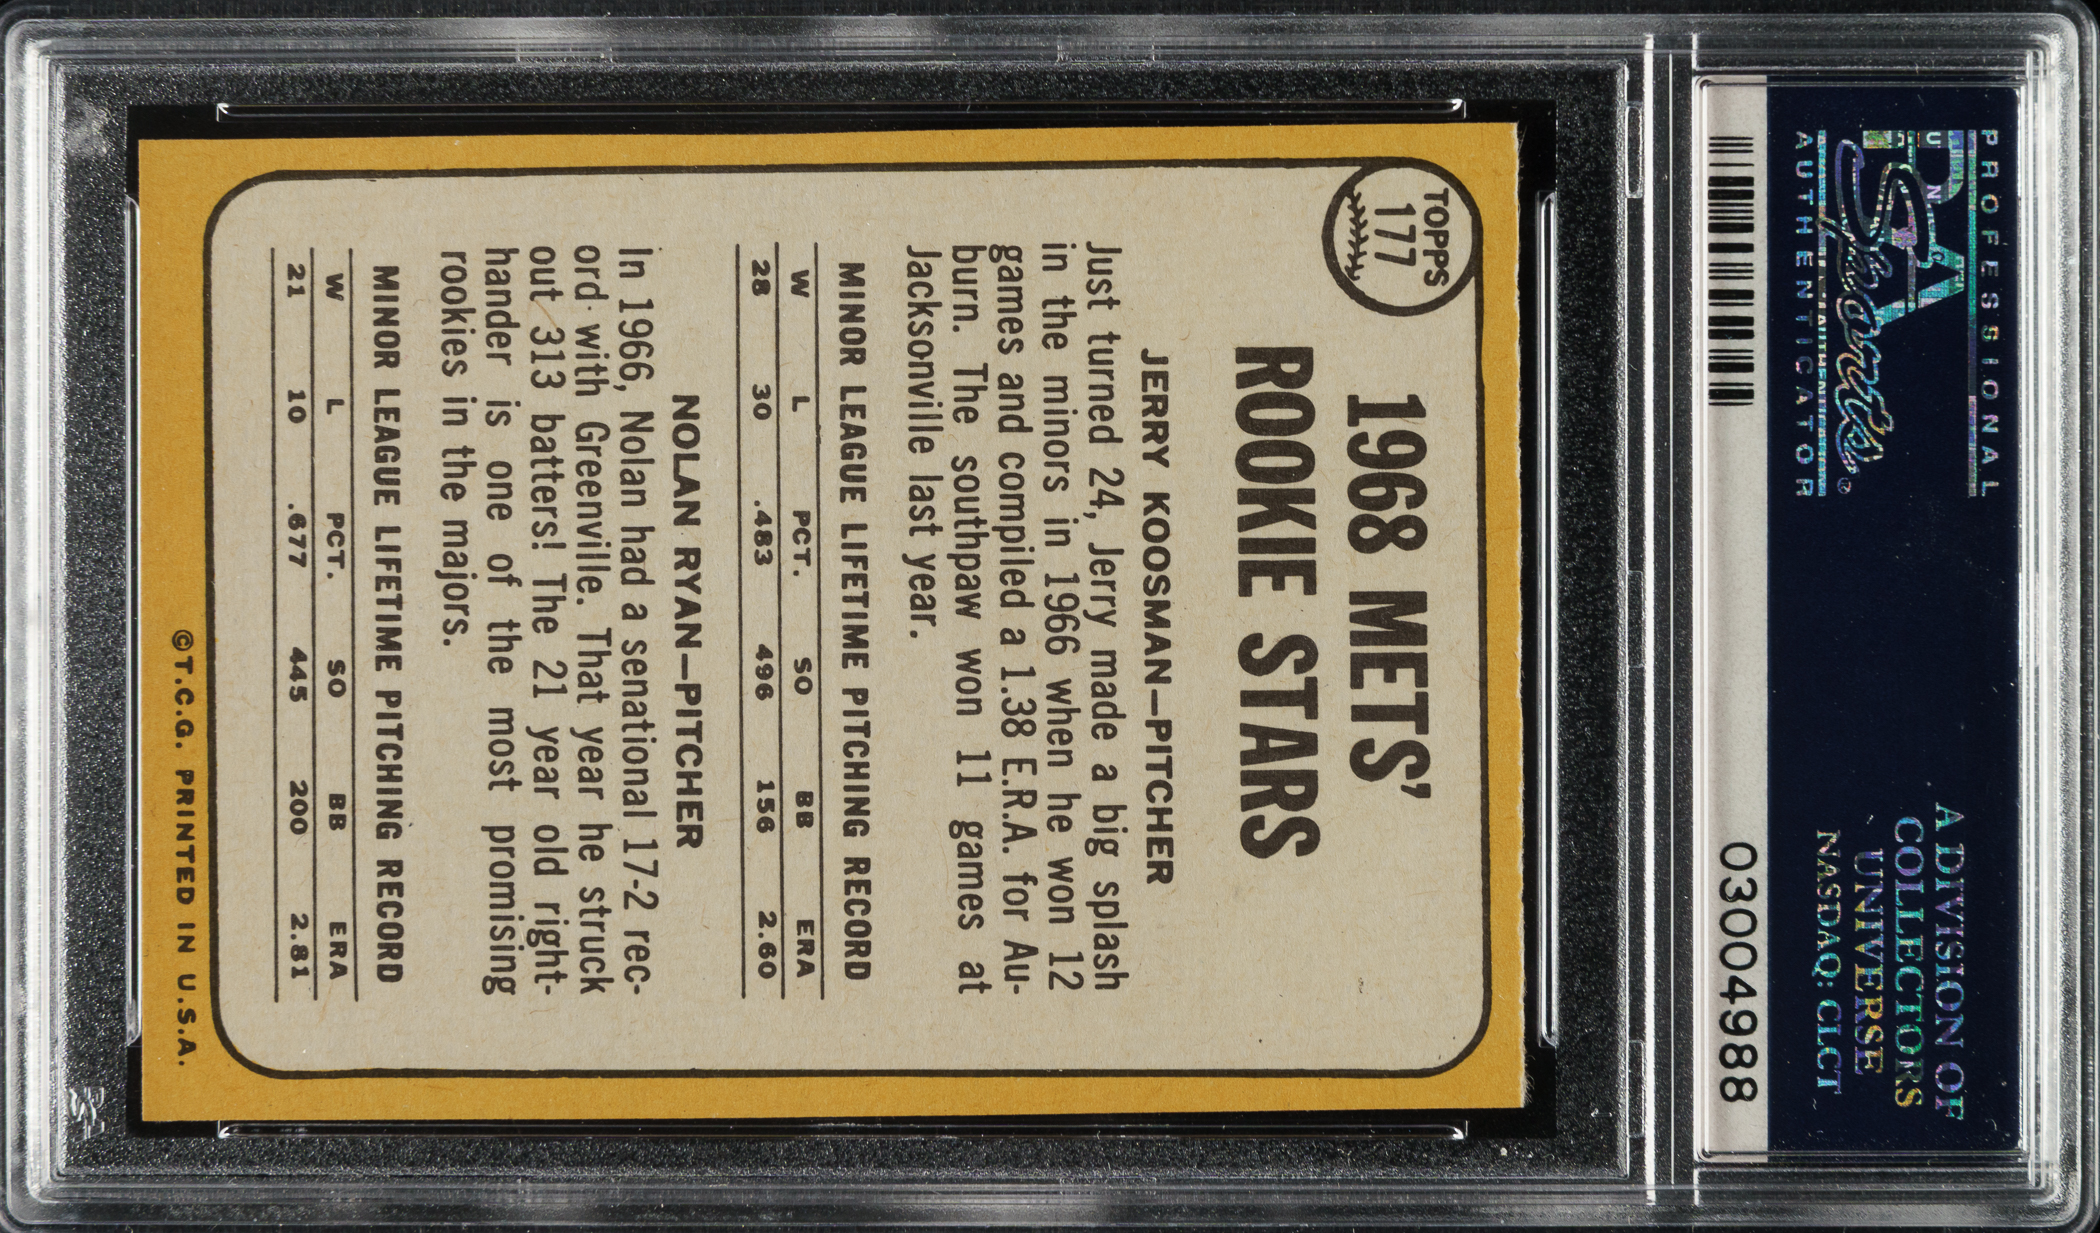 PROFESSIONAL
PSA
Sports®
AUTHENTICATOR
A DIVISION OF
COLLECTORS
UNIVERSE
NASDAQ: CLCT
03004988
TOPPS
177
1968 METS'
ROOKIE STARS
JERRY KOOSMAN—PITCHER
Just turned 24, Jerry made a big splash
in the minors in 1966 when he won 12
games and compiled a 1.38 E.R.A. for Au-
burn. The southpaw won 11 games at
Jacksonville last year.
MINOR LEAGUE LIFETIME PITCHING RECORD
W L PCT. SO BB ERA
28 30 .483 496 156 2.60
NOLAN RYAN—PITCHER
In 1966, Nolan had a senational 17-2 rec-
ord with Greenville. That year he struck
out 313 batters! The 21 year old right-
hander is one of the most promising
rookies in the majors.
MINOR LEAGUE LIFETIME PITCHING RECORD
W L PCT. SO BB ERA
21 10 .677 445 200 2.81
©T.C.G. PRINTED IN U.S.A.